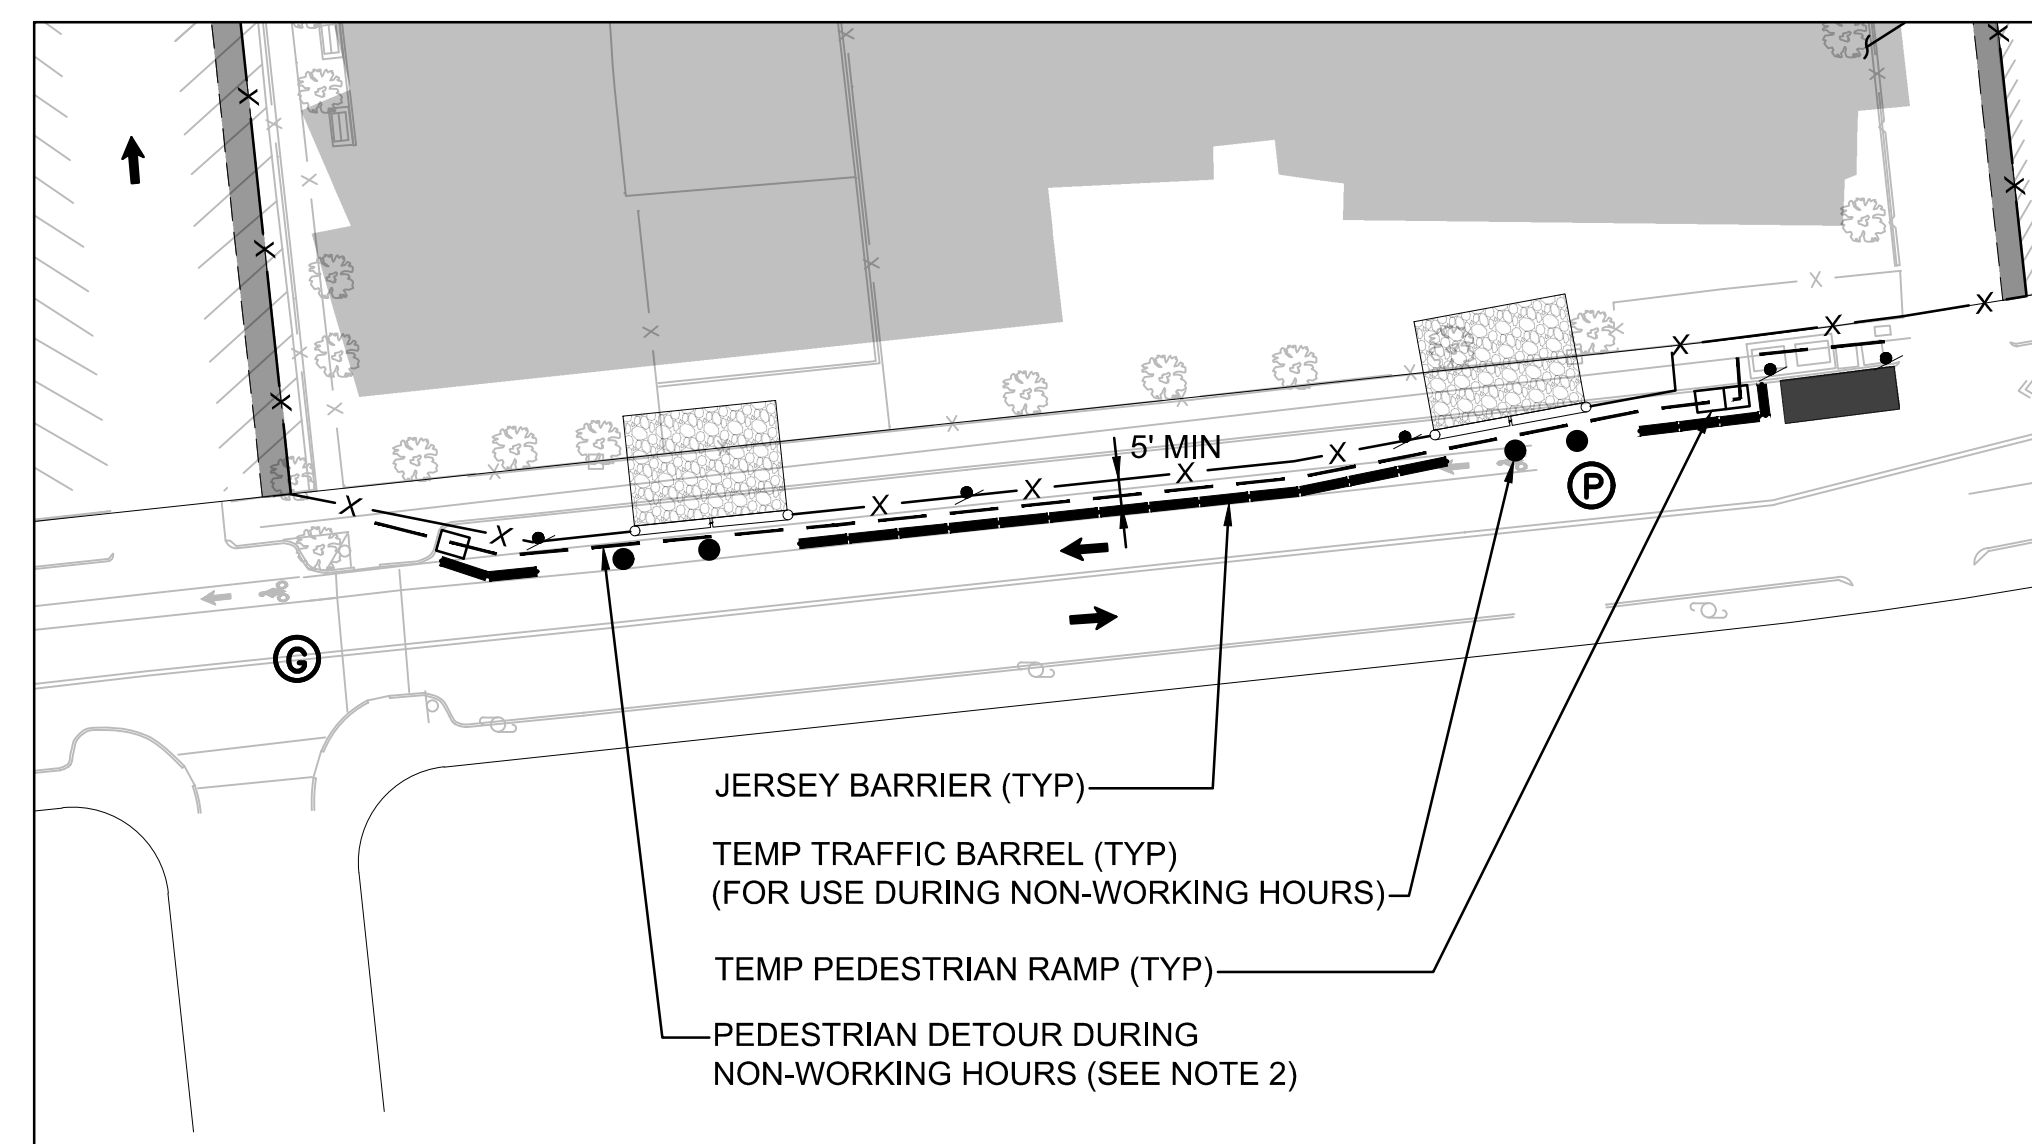 5' MIN
P
G
JERSEY BARRIER (TYP)
TEMP TRAFFIC BARREL (TYP)
(FOR USE DURING NON-WORKING HOURS)
TEMP PEDESTRIAN RAMP (TYP)
PEDESTRIAN DETOUR DURING
NON-WORKING HOURS (SEE NOTE 2)